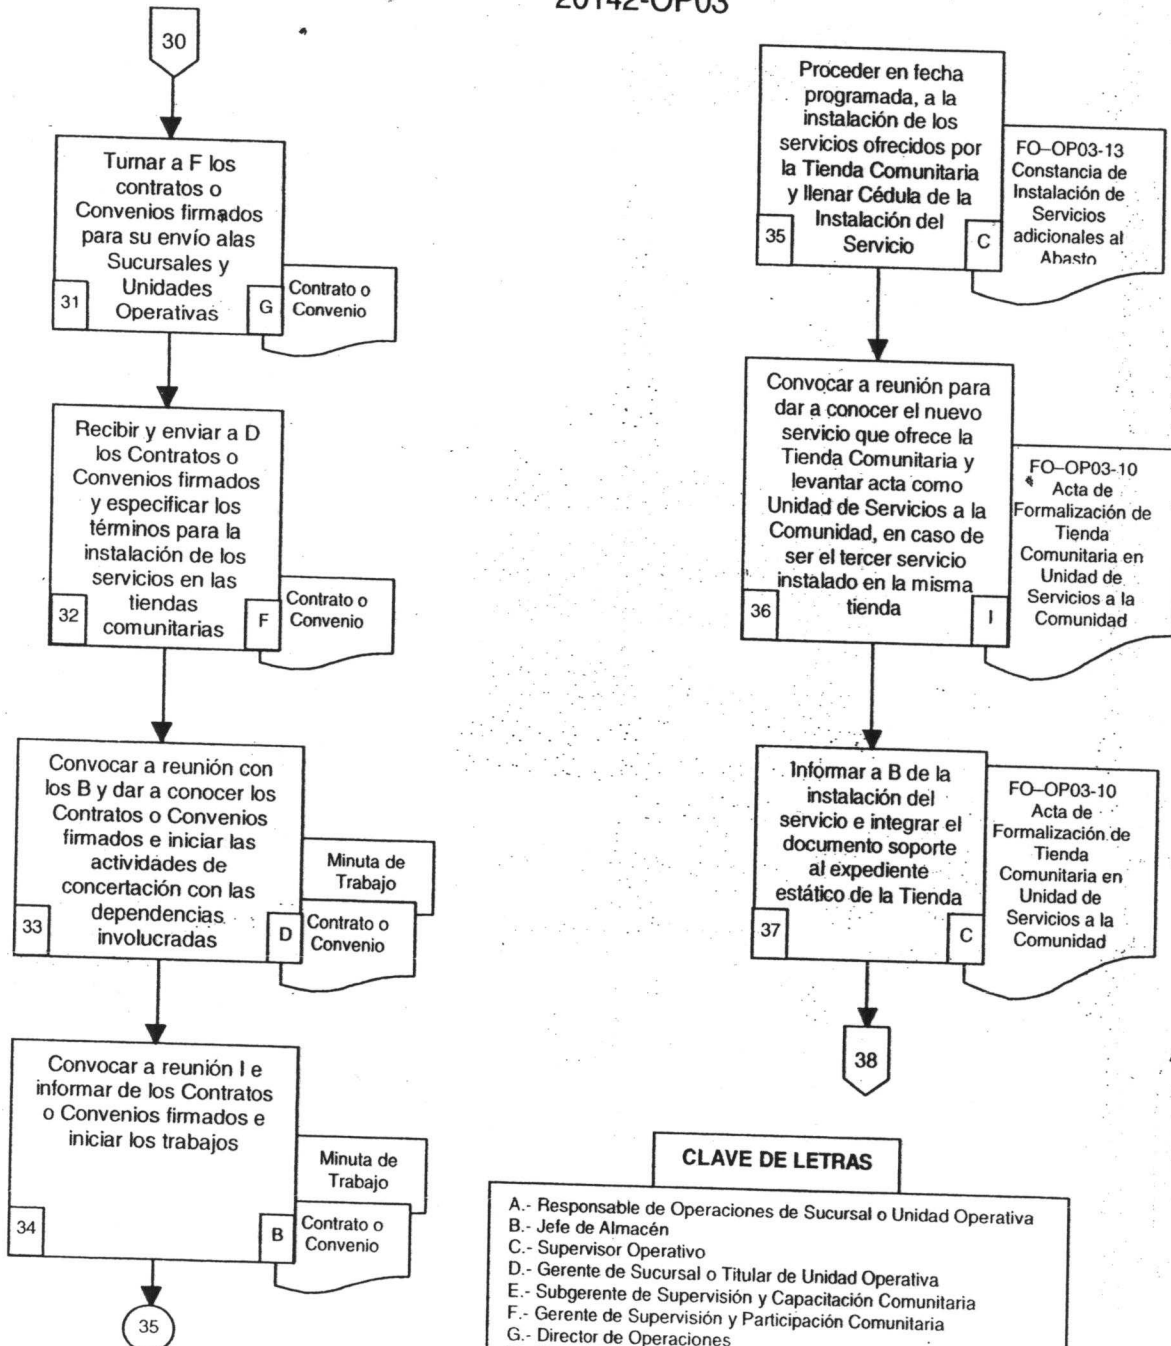 20142-OP03
30
Turnar a F los
contratos o
Convenios firmados
para su envío alas
Sucursales y
Unidades
Operativas
31
G
Contrato o
Convenio
Recibir y enviar a D
los Contratos o
Convenios firmados
y especificar los
términos para la
instalación de los
servicios en las
tiendas
comunitarias
32
F
Contrato o
Convenio
Convocar a reunión con
los B y dar a conocer los
Contratos o Convenios
firmados e iniciar las
actividades de
concertación con las
dependencias
involucradas
33
D
Minuta de
Trabajo
Contrato o
Convenio
Convocar a reunión I e
informar de los Contratos
o Convenios firmados e
iniciar los trabajos
34
B
Minuta de
Trabajo
Contrato o
Convenio
35
Proceder en fecha
programada, a la
instalación de los
servicios ofrecidos por
la Tienda Comunitaria
y llenar Cédula de la
Instalación del
Servicio
35
C
FO–OP03-13
Constancia de
Instalación de
Servicios
adicionales al
Abasto
Convocar a reunión para
dar a conocer el nuevo
servicio que ofrece la
Tienda Comunitaria y
levantar acta como
Unidad de Servicios a la
Comunidad, en caso de
ser el tercer servicio
instalado en la misma
tienda
36
I
FO–OP03-10
Acta de
Formalización de
Tienda
Comunitaria en
Unidad de
Servicios a la
Comunidad
Informar a B de la
instalación del
servicio e integrar el
documento soporte
al expediente
estático de la Tienda
37
C
FO–OP03-10
Acta de
Formalización de
Tienda
Comunitaria en
Unidad de
Servicios a la
Comunidad
38
CLAVE DE LETRAS
A.- Responsable de Operaciones de Sucursal o Unidad Operativa
B.- Jefe de Almacén
C.- Supervisor Operativo
D.- Gerente de Sucursal o Titular de Unidad Operativa
E.- Subgerente de Supervisión y Capacitación Comunitaria
F.- Gerente de Supervisión y Participación Comunitaria
G.- Director de Operaciones